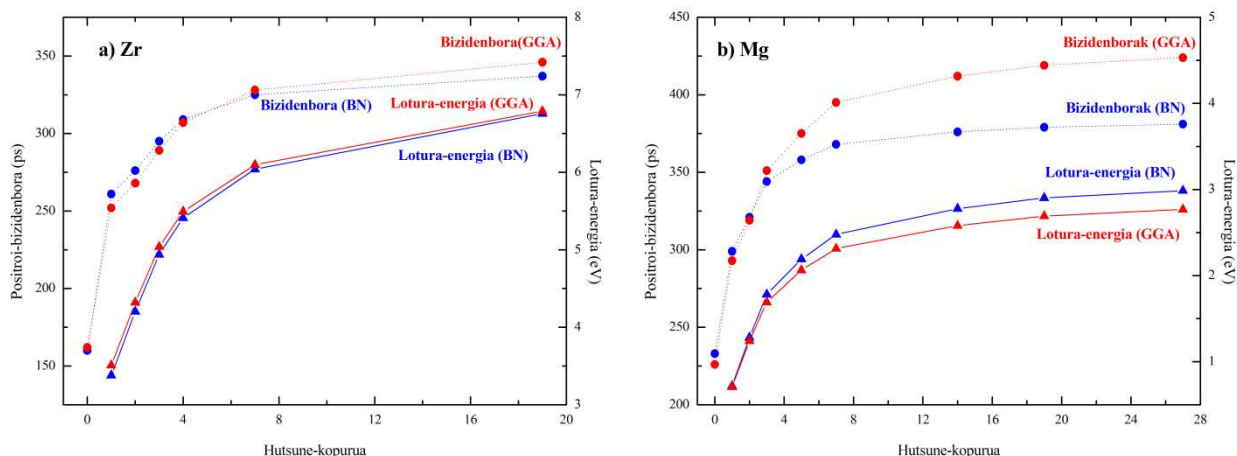 a) Zr
Bizidenbora(GGA)
Bizidenbora (BN)
Lotura-energia (GGA)
Lotura-energia (BN)
Positroi-bizidenbora (ps)
350
300
250
200
150
Lotura-energia (eV)
8
7
6
5
4
3
0 4 8 12 16 20
Hutsune-kopurua
b) Mg
Bizidenborak (GGA)
Bizidenborak (BN)
Lotura-energia (BN)
Lotura-energia (GGA)
Positroi-bizidenbora (ps)
450
400
350
300
250
200
Lotura-energia (eV)
5
4
3
2
1
0 4 8 12 16 20 24 28
Hutsune-kopurua